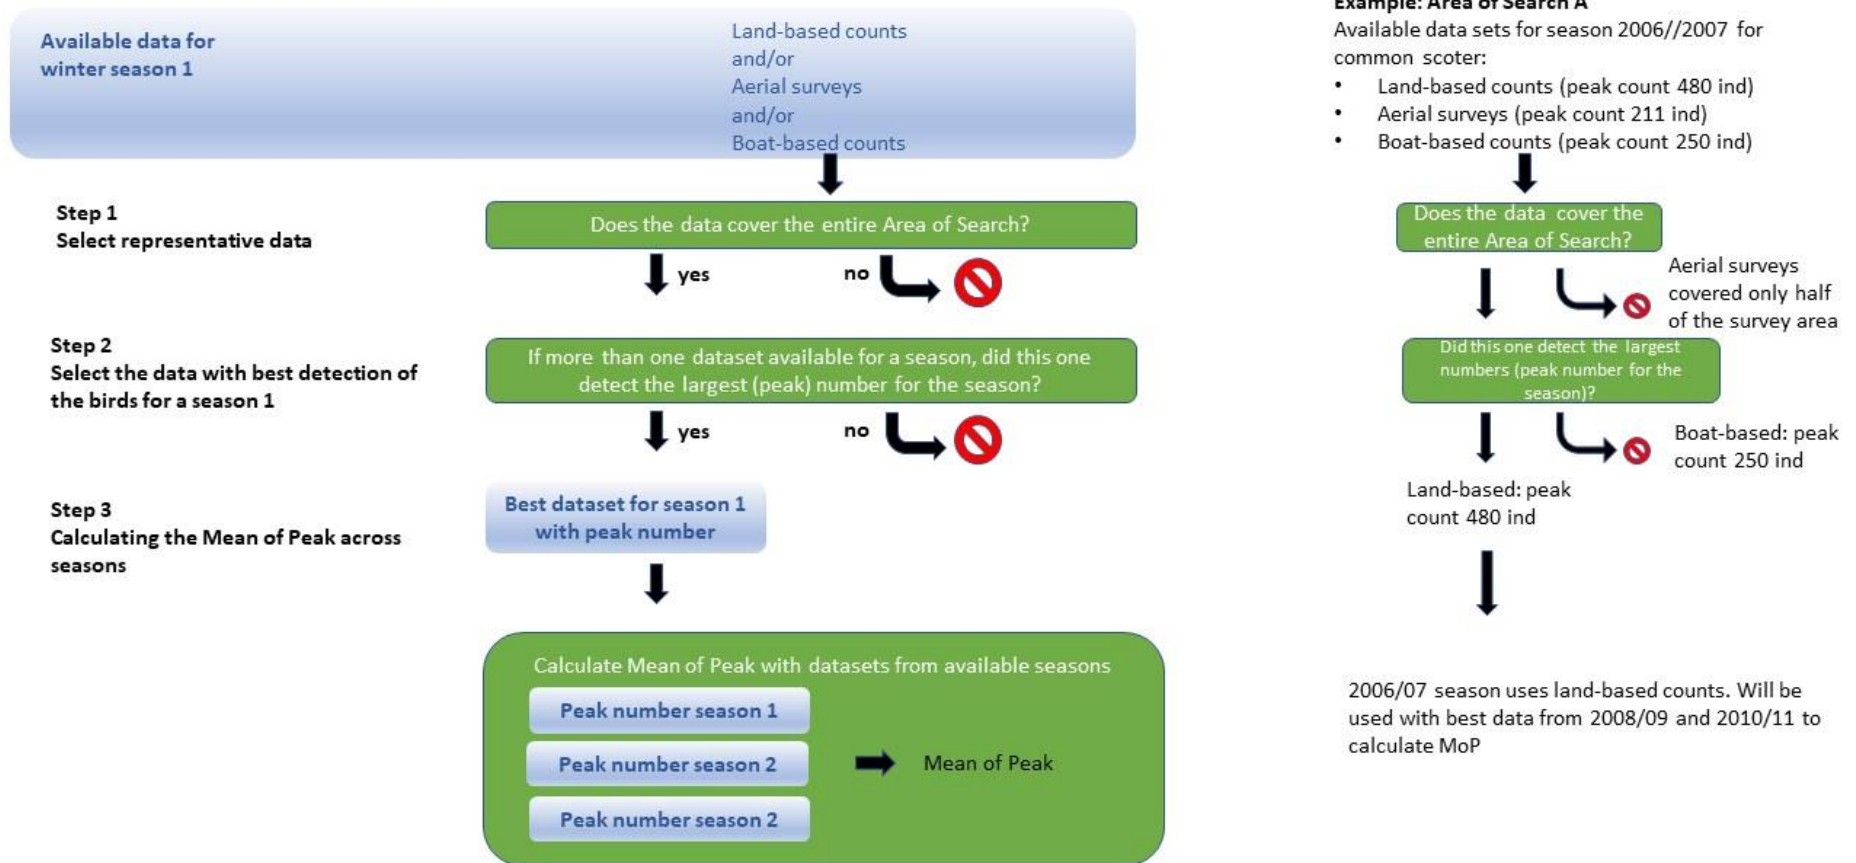 Available data for
winter season 1
Land-based counts
and/or
Aerial surveys
and/or
Boat-based counts
Step 1
Select representative data
Does the data cover the entire Area of Search?
yes
no
Step 2
Select the data with best detection of
the birds for a season 1
If more than one dataset available for a season, did this one
detect the largest (peak) number for the season?
yes
no
Step 3
Calculating the Mean of Peak across
seasons
Best dataset for season 1
with peak number
Calculate Mean of Peak with datasets from available seasons
Peak number season 1
Peak number season 2
Peak number season 2
Mean of Peak
Example: Area of Search A
Available data sets for season 2006//2007 for
common scoter:
• Land-based counts (peak count 480 ind)
• Aerial surveys (peak count 211 ind)
• Boat-based counts (peak count 250 ind)
Does the data cover the
entire Area of Search?
Aerial surveys
covered only half
of the survey area
Did this one detect the largest
numbers (peak number for the
season)?
Boat-based: peak
count 250 ind
Land-based: peak
count 480 ind
2006/07 season uses land-based counts. Will be
used with best data from 2008/09 and 2010/11 to
calculate MoP